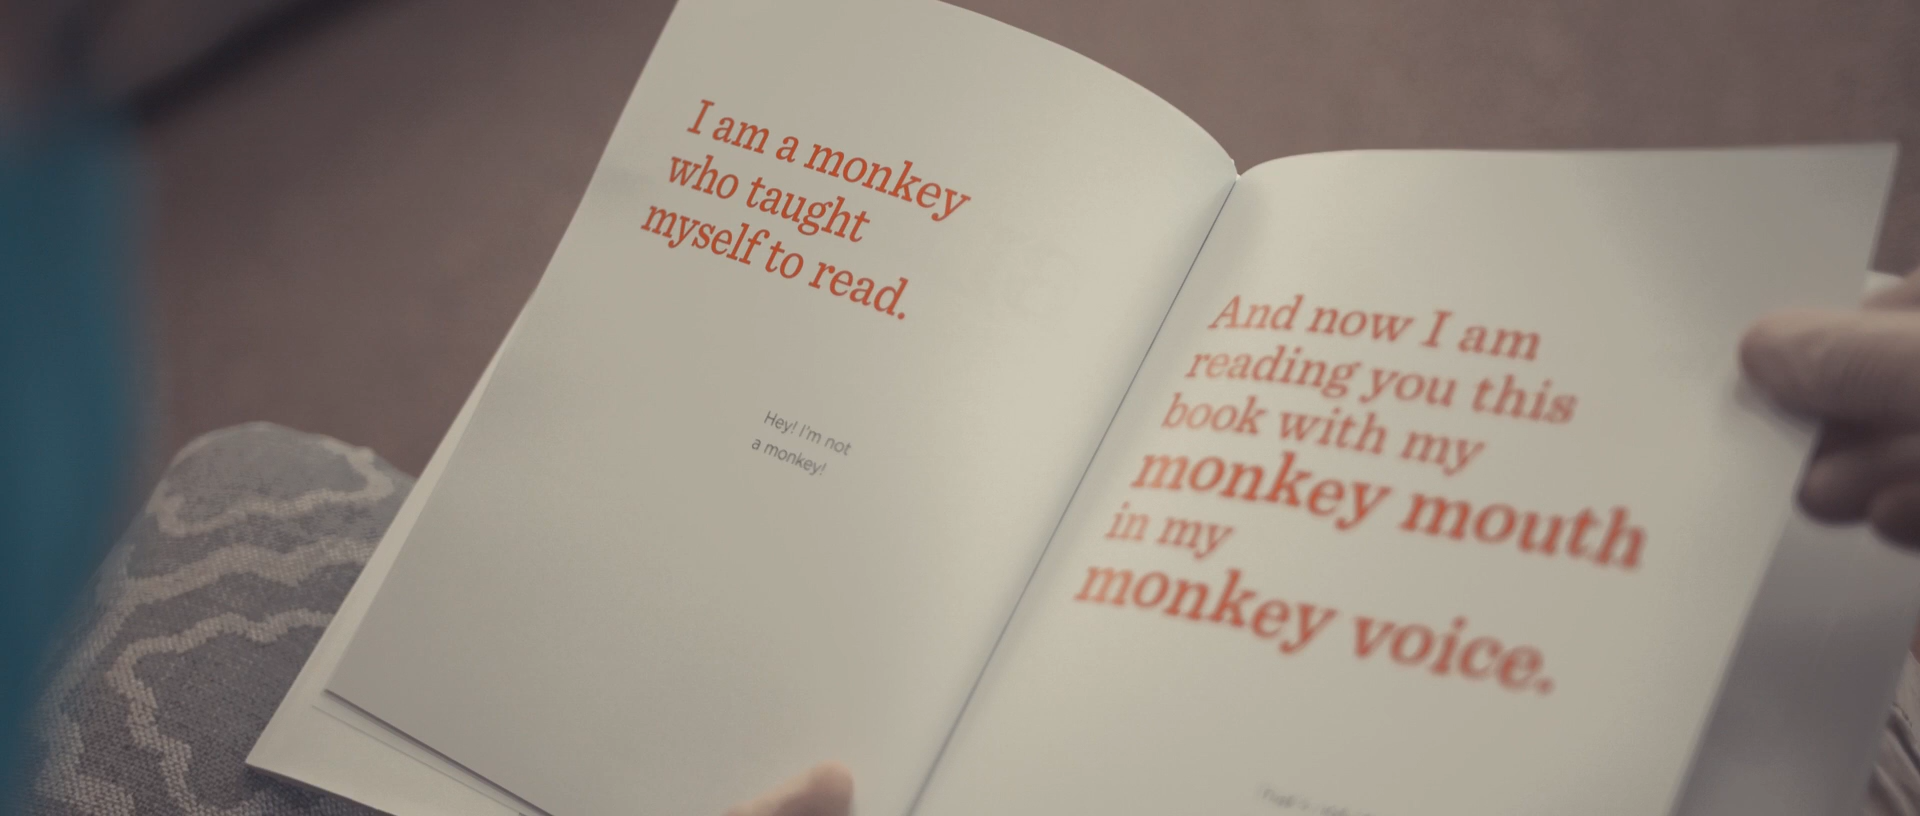 I am a monkey
who taught
myself to read.
Hey! I'm not
a monkey!
And now I am
reading you this
book with my
monkey mouth
in my
monkey voice.